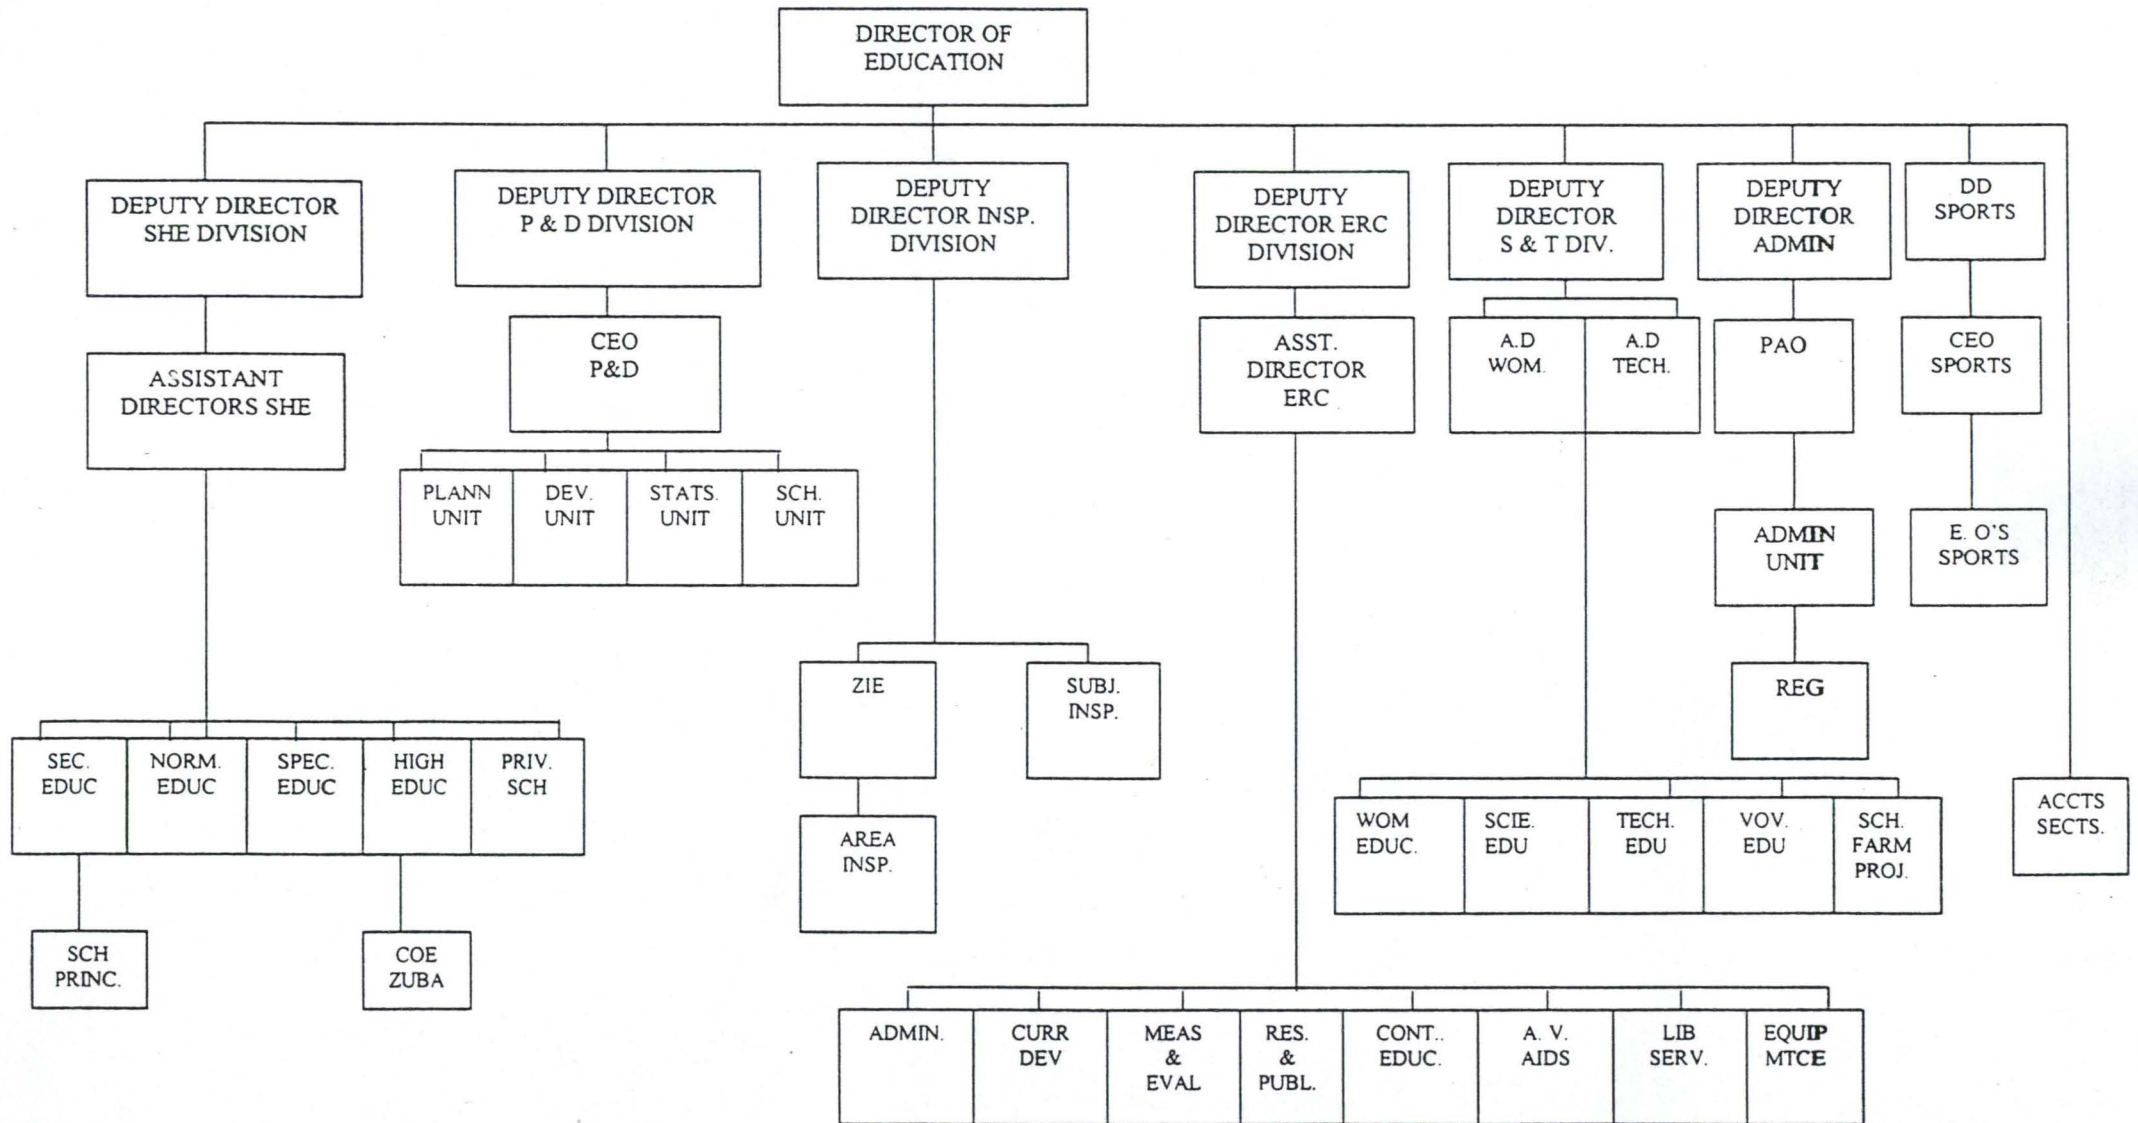 DIRECTOR OF
EDUCATION
DEPUTY DIRECTOR
SHE DIVISION
DEPUTY DIRECTOR
P & D DIVISION
DEPUTY
DIRECTOR INSP.
DIVISION
DEPUTY
DIRECTOR ERC
DIVISION
DEPUTY
DIRECTOR
S & T DIV.
DEPUTY
DIRECTOR
ADMIN
DD
SPORTS
ASSISTANT
DIRECTORS SHE
CEO
P&D
ASST.
DIRECTOR
ERC
A.D
WOM.
A.D
TECH.
PAO
CEO
SPORTS
PLANN
UNIT
DEV.
UNIT
STATS.
UNIT
SCH.
UNIT
ADMIN
UNIT
E. O'S
SPORTS
ZIE
SUBJ.
INSP.
REG
SEC.
EDUC
NORM.
EDUC
SPEC.
EDUC
HIGH
EDUC
PRIV.
SCH
AREA
INSP.
WOM
EDUC.
SCIE.
EDU
TECH.
EDU
VOV.
EDU
SCH.
FARM
PROJ.
ACCTS
SECTS.
SCH
PRINC.
COE
ZUBA
ADMIN.
CURR
DEV
MEAS
&
EVAL
RES.
&
PUBL.
CONT..
EDUC.
A. V.
AIDS
LIB
SERV.
EQUIP
MTCE